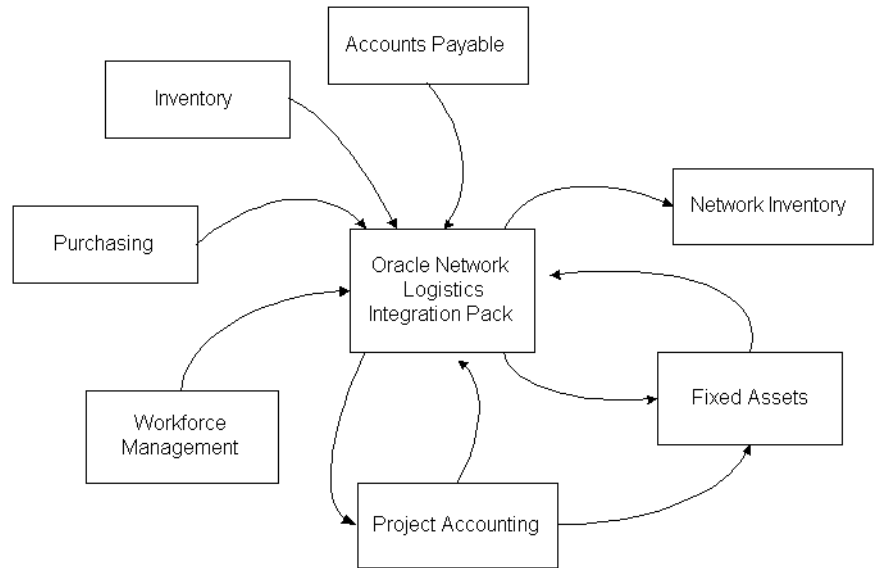 Accounts Payable
Inventory
Network Inventory
Purchasing
Oracle Network
Logistics
Integration Pack
Fixed Assets
Workforce
Management
Project Accounting